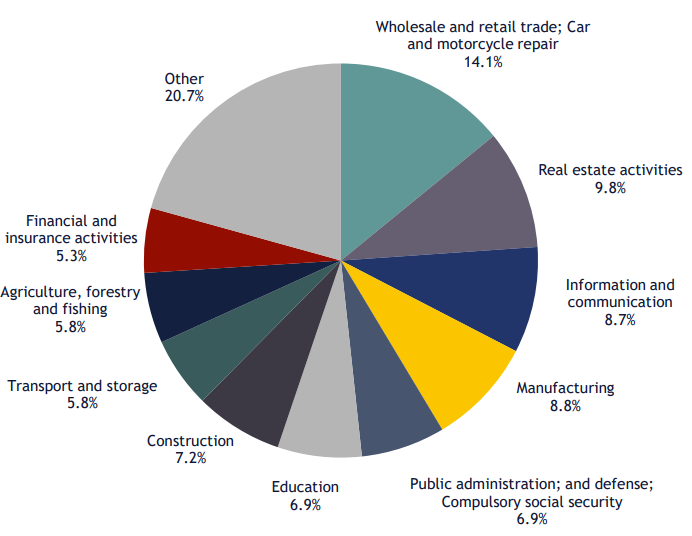 Wholesale and retail trade; Car
and motorcycle repair
14.1%
Real estate activities
9.8%
Information and
communication
8.7%
Manufacturing
8.8%
Public administration; and defense;
Compulsory social security
6.9%
Education
6.9%
Construction
7.2%
Transport and storage
5.8%
Agriculture, forestry
and fishing
5.8%
Financial and
insurance activities
5.3%
Other
20.7%